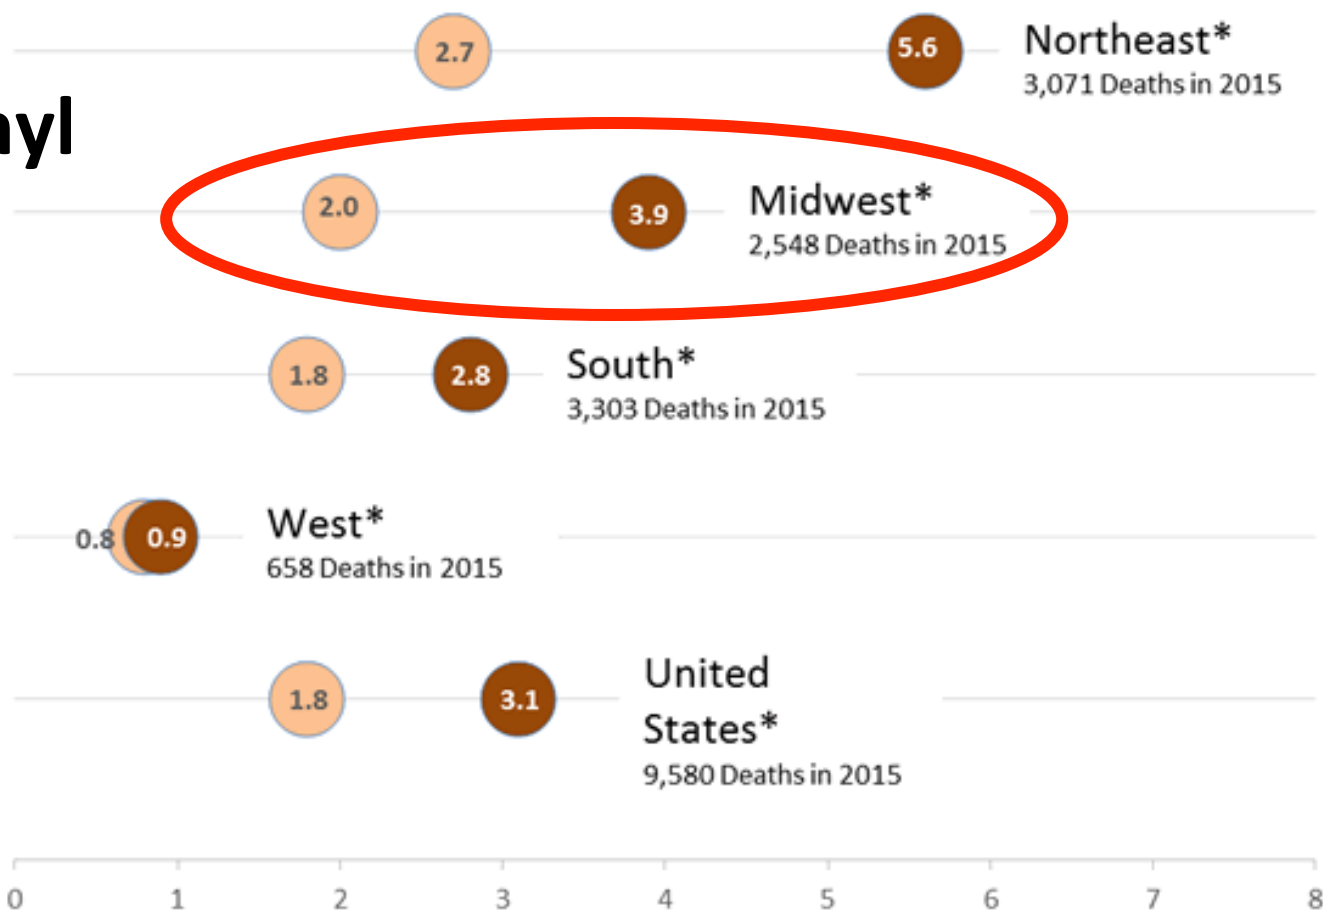 2.7 5.6 Northeast*
3,071 Deaths in 2015
nyl
2.0 3.9 Midwest*
2,548 Deaths in 2015
1.8 2.8 South*
3,303 Deaths in 2015
0.8 0.9 West*
658 Deaths in 2015
1.8 3.1 United
States*
9,580 Deaths in 2015
0 1 2 3 4 5 6 7 8